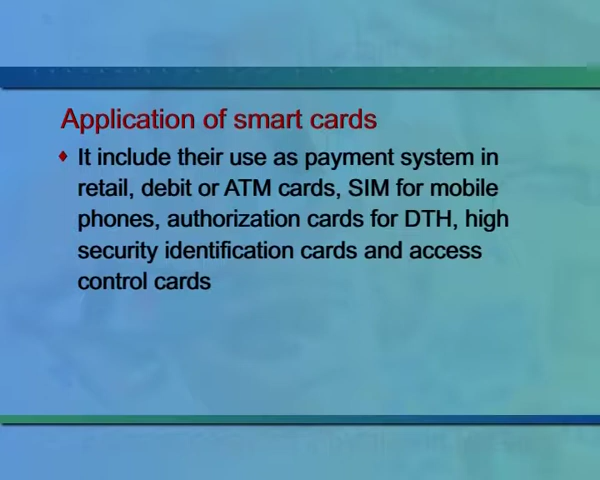 Application of smart cards
It include their use as payment system in
retail, debit or ATM cards, SIM for mobile
phones, authorization cards for DTH, high
security identification cards and access
control cards